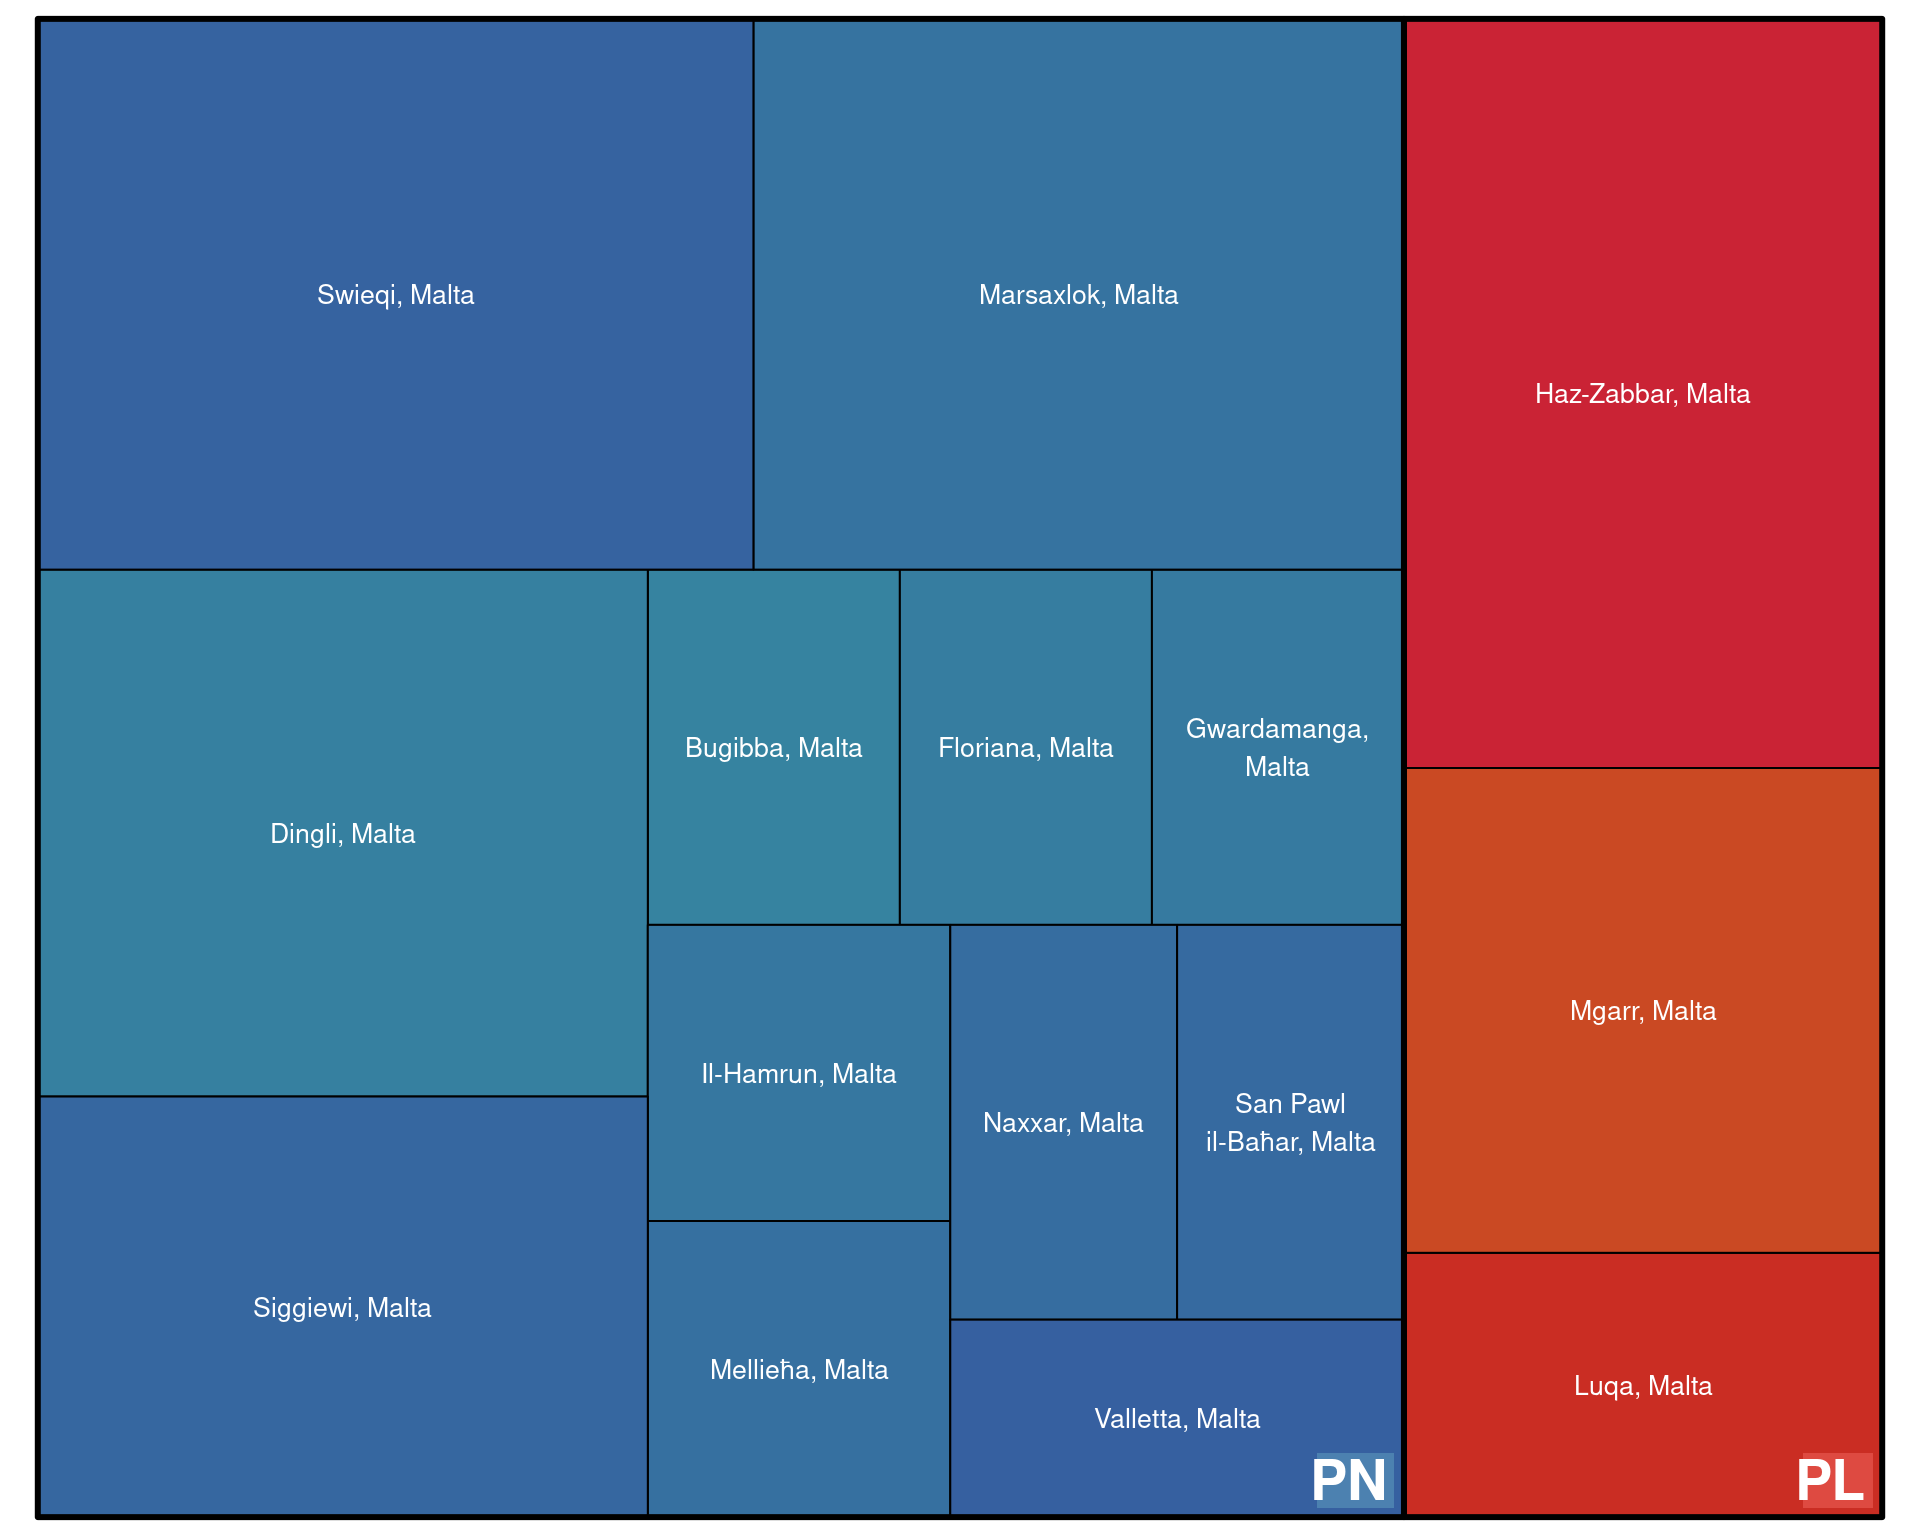 Swieqi, Malta
Marsaxlok, Malta
Haz-Zabbar, Malta
Dingli, Malta
Bugibba, Malta
Floriana, Malta
Gwardamanga,
Malta
Mgarr, Malta
Il-Hamrun, Malta
Naxxar, Malta
San Pawl
il-Baħar, Malta
Siggiewi, Malta
Mellieħa, Malta
Valletta, Malta
Luqa, Malta
PN
PL